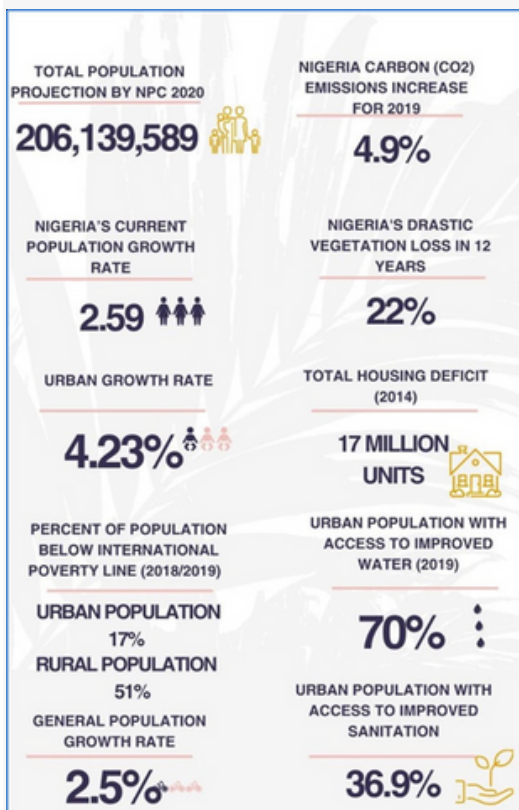 TOTAL POPULATION
PROJECTION BY NPC 2020
206,139,589
NIGERIA'S CURRENT
POPULATION GROWTH
RATE
2.59
URBAN GROWTH RATE
4.23%
PERCENT OF POPULATION
BELOW INTERNATIONAL
POVERTY LINE (2018/2019)
URBAN POPULATION
17%
RURAL POPULATION
51%
GENERAL POPULATION
GROWTH RATE
2.5%
NIGERIA CARBON (CO2)
EMISSIONS INCREASE
FOR 2019
4.9%
NIGERIA'S DRASTIC
VEGETATION LOSS IN 12
YEARS
22%
TOTAL HOUSING DEFICIT
(2014)
17 MILLION
UNITS
URBAN POPULATION WITH
ACCESS TO IMPROVED
WATER (2019)
70%
URBAN POPULATION WITH
ACCESS TO IMPROVED
SANITATION
36.9%